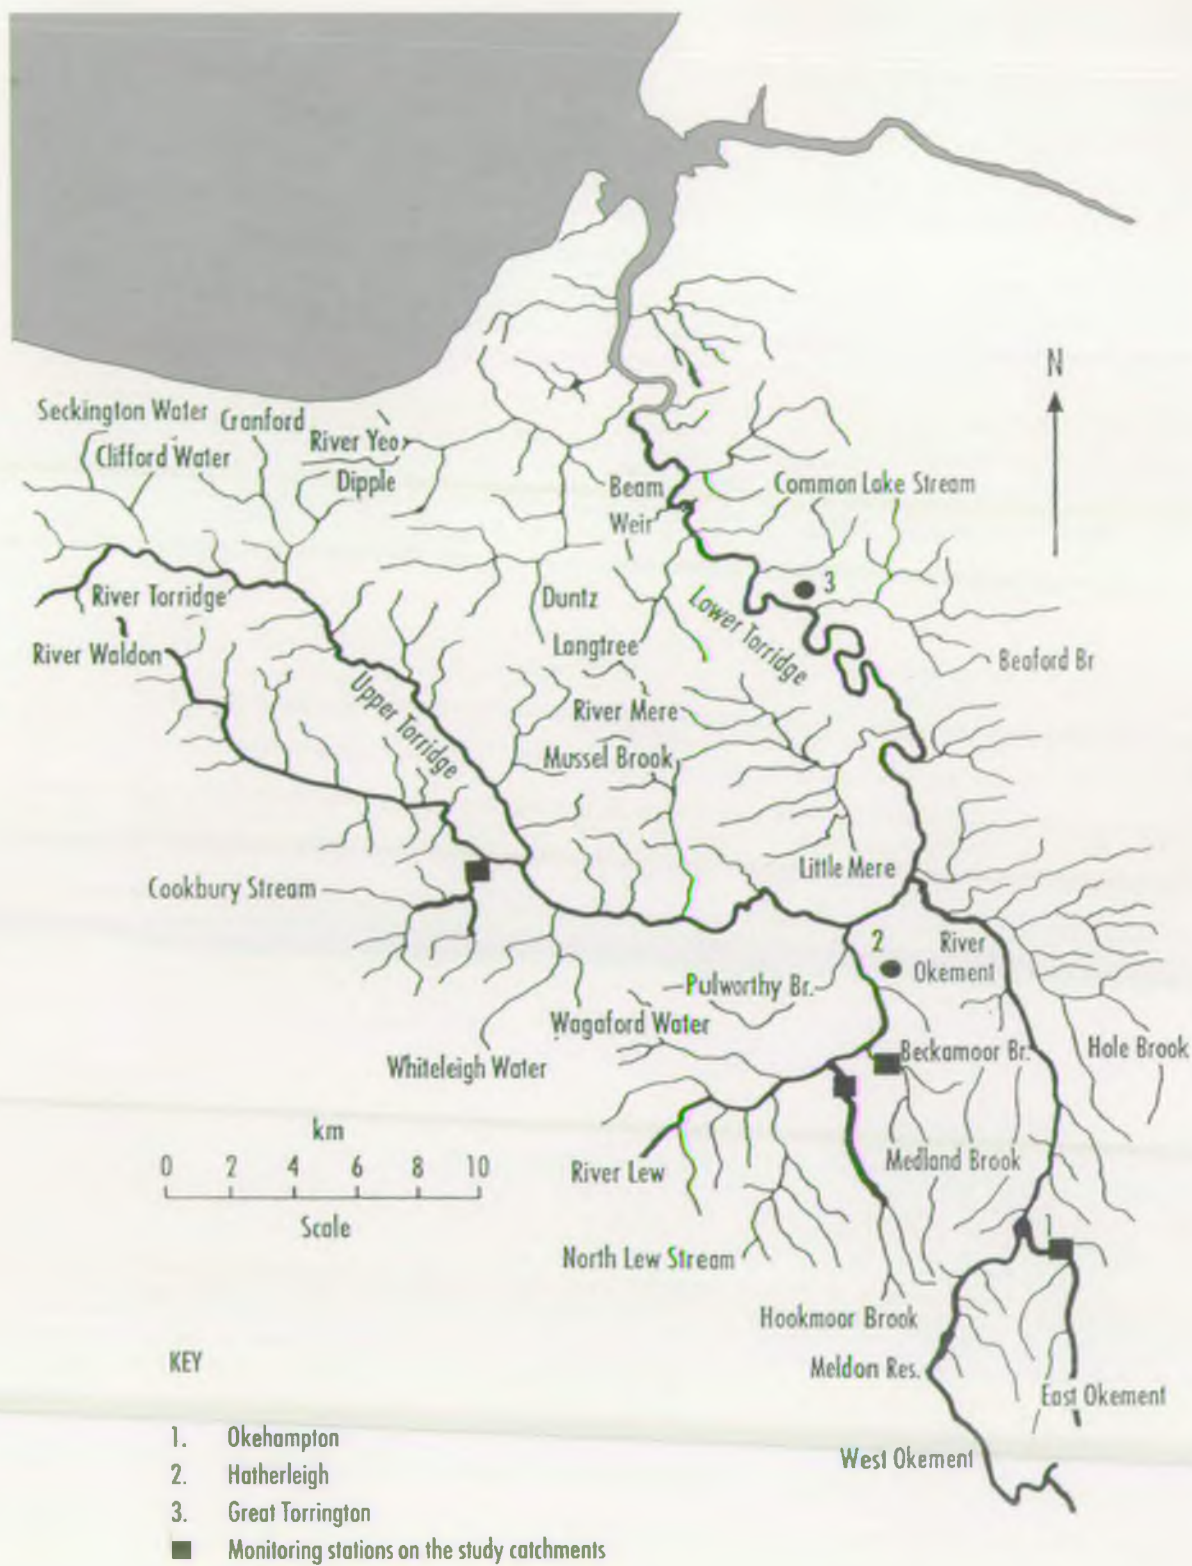 N
Seckington Water
Cranford
Clifford Water
River Yeo
Dipple
Beam
Weir
Common Lake Stream
3
River Torridge
Duntz
Lower Torridge
River Waldon
Langtree
Beaford Br
Upper Torridge
River Mere
Mussel Brook
Little Mere
Cookbury Stream
2
River
Okement
Pulworthy Br.
Wagaford Water
Whiteleigh Water
Beckamoor Br.
Hole Brook
km
0 2 4 6 8 10
Scale
River Lew
Medland Brook
1
North Lew Stream
Hookmoor Brook
Meldon Res.
East Okement
West Okement
KEY
1. Okehampton
2. Hatherleigh
3. Great Torrington
Monitoring stations on the study catchments